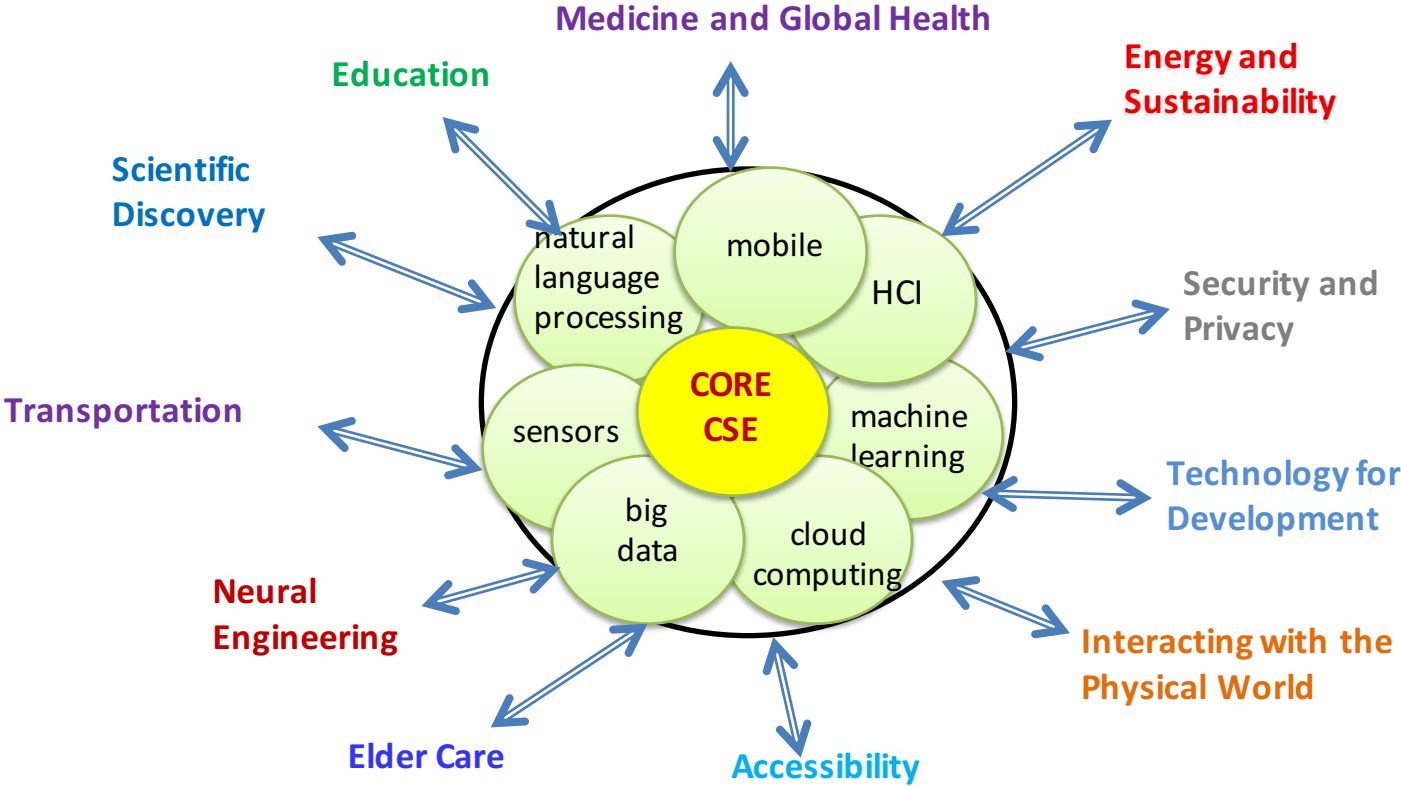 Medicine and Global Health
Education
Energy and
Sustainability
Scientific
Discovery
natural
language
processing
mobile
HCI
Security and
Privacy
Transportation
sensors
CORE
CSE
machine
learning
Technology for
Development
big
data
cloud
computing
Neural
Engineering
Interacting with the
Physical World
Elder Care
Accessibility